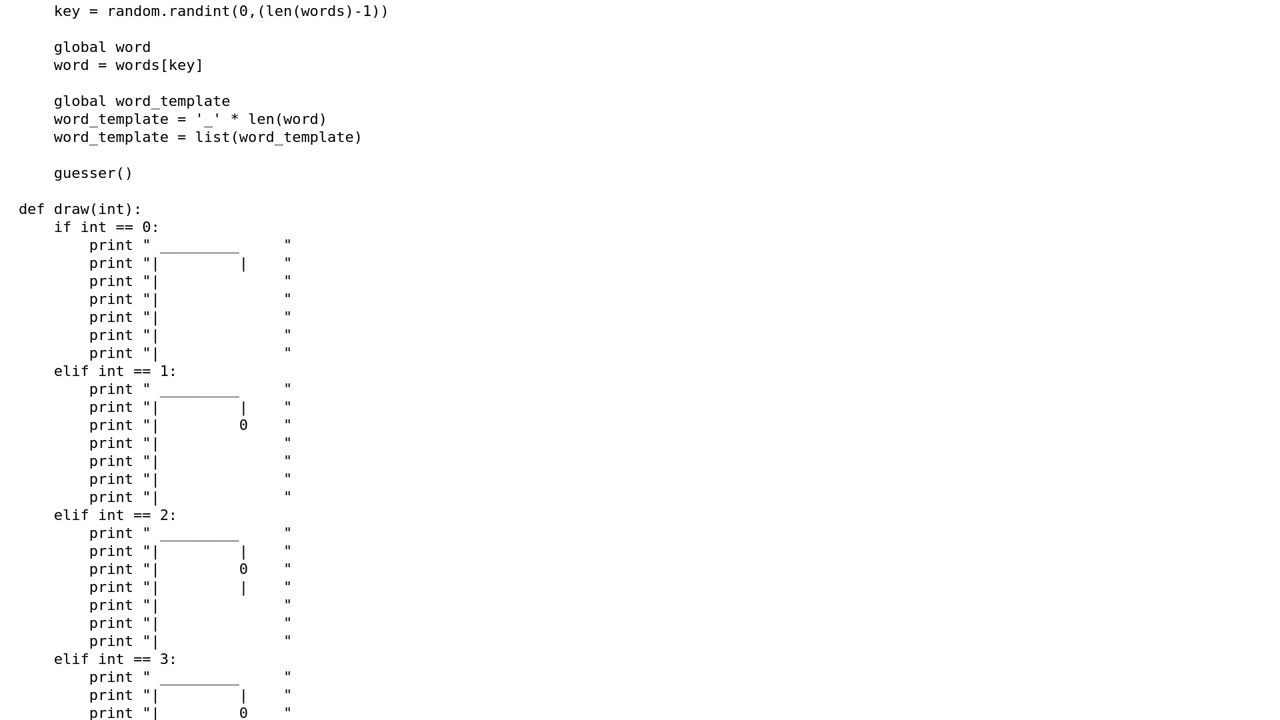 key = random.randint(0,(len(words)-1))

    global word
    word = words[key]

    global word_template
    word_template = '_' * len(word)
    word_template = list(word_template)

    guesser()

def draw(int):
    if int == 0:
        print " _________     "
        print "|         |    "
        print "|              "
        print "|              "
        print "|              "
        print "|              "
        print "|              "
    elif int == 1:
        print " _________     "
        print "|         |    "
        print "|         0    "
        print "|              "
        print "|              "
        print "|              "
        print "|              "
    elif int == 2:
        print " _________     "
        print "|         |    "
        print "|         0    "
        print "|         |    "
        print "|              "
        print "|              "
        print "|              "
    elif int == 3:
        print " _________     "
        print "|         |    "
        print "|         0    "